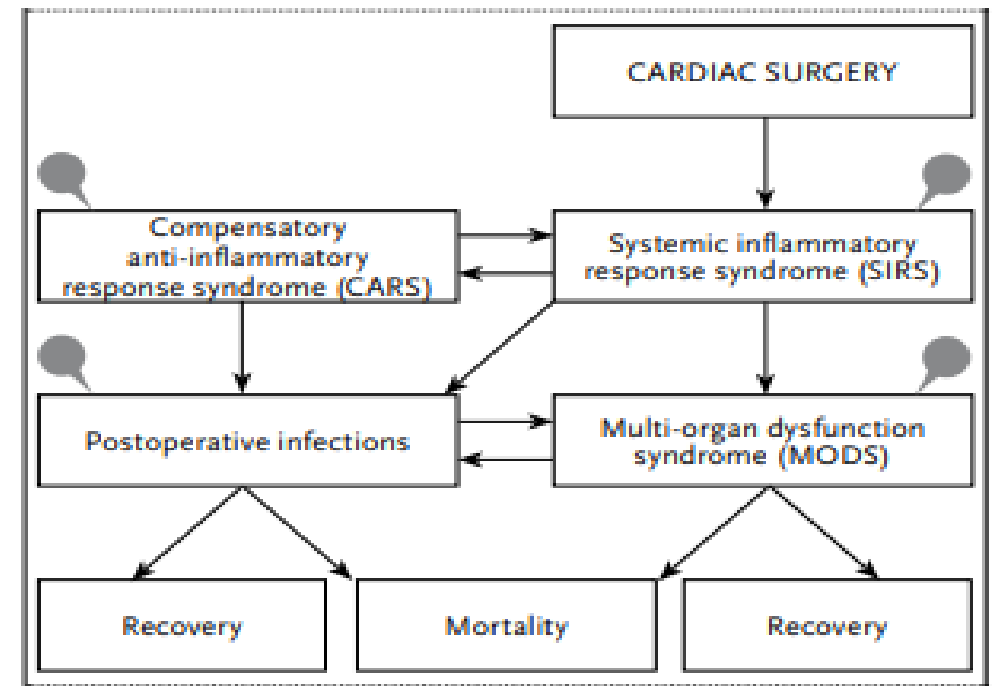 CARDIAC SURGERY
Compensatory
anti-inflammatory
response syndrome (CARS)
Systemic inflammatory
response syndrome (SIRS)
Postoperative infections
Multi-organ dysfunction
syndrome (MODS)
Recovery
Mortality
Recovery